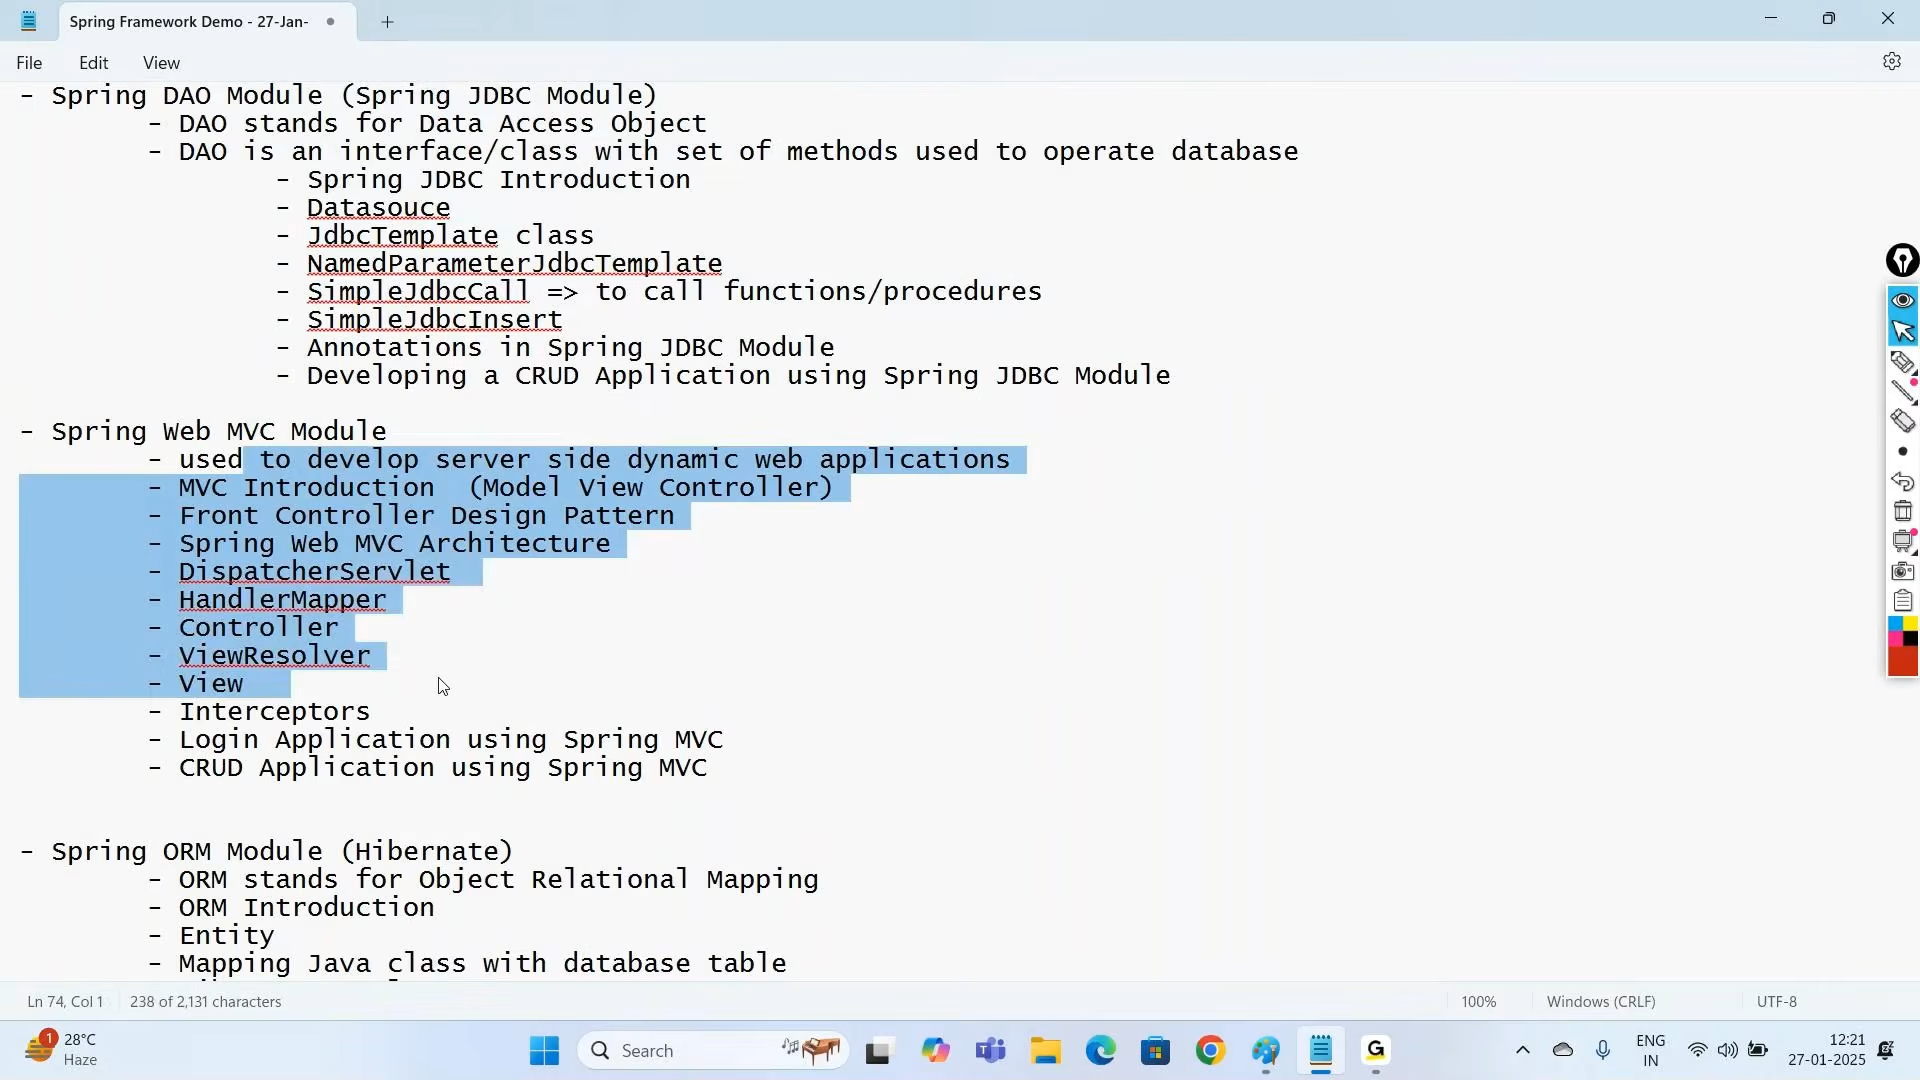 Spring Framework Demo - 27-Jan-
File Edit View
- Spring DAO Module (Spring JDBC Module)
- DAO stands for Data Access Object
- DAO is an interface/class with set of methods used to operate database
- Spring JDBC Introduction
- Datasouce
- JdbcTemplate class
- NamedParameterJdbcTemplate
- SimpleJdbcCall => to call functions/procedures
- SimpleJdbcInsert
- Annotations in Spring JDBC Module
- Developing a CRUD Application using Spring JDBC Module
- Spring Web MVC Module
- used to develop server side dynamic web applications
- MVC Introduction (Model View Controller)
- Front Controller Design Pattern
- Spring Web MVC Architecture
- DispatcherServlet
- HandlerMapper
- Controller
- ViewResolver
- View
- Interceptors
- Login Application using Spring MVC
- CRUD Application using Spring MVC
- Spring ORM Module (Hibernate)
- ORM stands for Object Relational Mapping
- ORM Introduction
- Entity
- Mapping Java class with database table
Ln 74, Col 1 238 of 2,131 characters 100% Windows (CRLF) UTF-8
1 28°C
Haze
Search
ENG
IN
12:21
27-01-2025